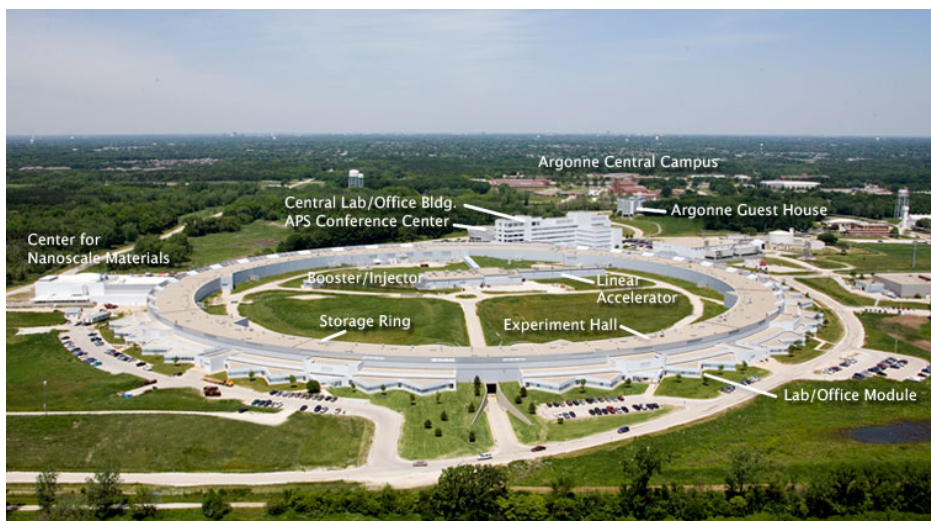 Argonne Central Campus
Central Lab/Office Bldg.
APS Conference Center
Argonne Guest House
Center for
Nanoscale Materials
Booster/Injector
Linear
Accelerator
Storage Ring
Experiment Hall
Lab/Office Module